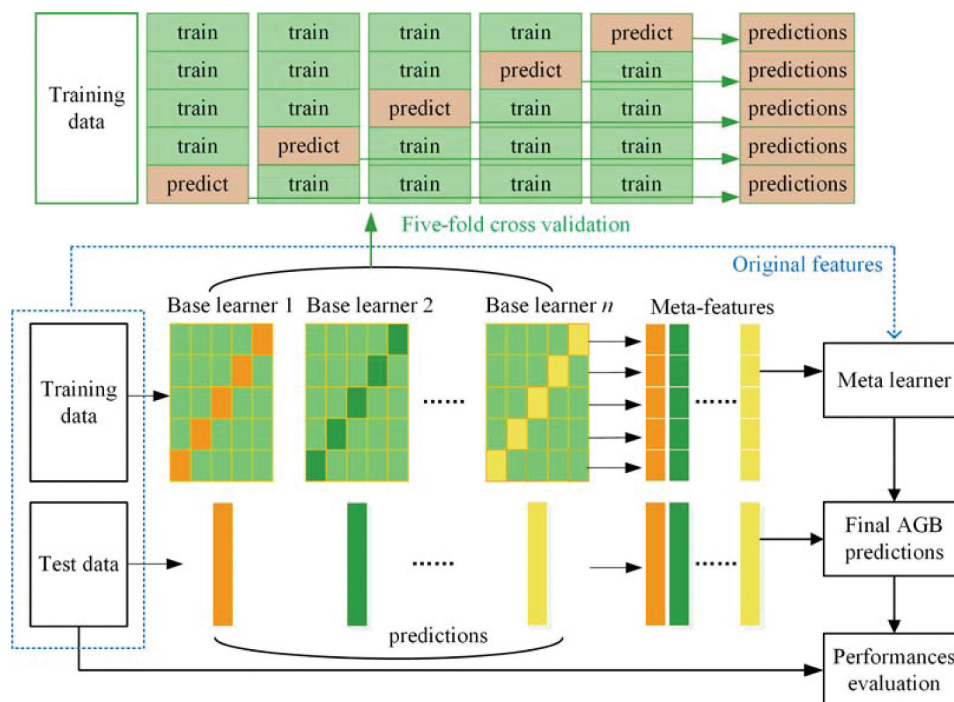 train train train train predict predictions
train train train predict train predictions
Training
data
train train predict train train predictions
train predict train train train predictions
predict train train train train predictions
Five-fold cross validation
Original features
Base learner 1 Base learner 2 Base learner n Meta-features
Training
data
......
......
Meta learner
Test data
......
......
Final AGB
predictions
predictions
Performances
evaluation